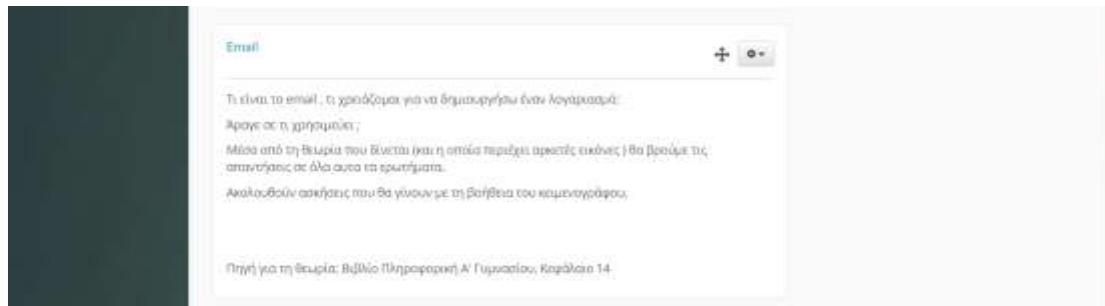 Email
Τι είναι το email , τι χρειάζομαι για να δημιουργήσω έναν λογαριασμό;
Άραγε σε τι χρησιμεύει ;
Μέσα από τη θεωρία που δίνεται (και η οποία περιέχει αρκετές εικόνες ) θα βρούμε τις
απαντήσεις σε όλα αυτα τα ερωτήματα.
Ακολουθούν ασκήσεις που θα γίνουν με τη βοήθεια του κειμενογράφου.
Πηγή για τη θεωρία: Βιβλίο Πληροφορική Α' Γυμνασίου, Κεφάλαιο 14